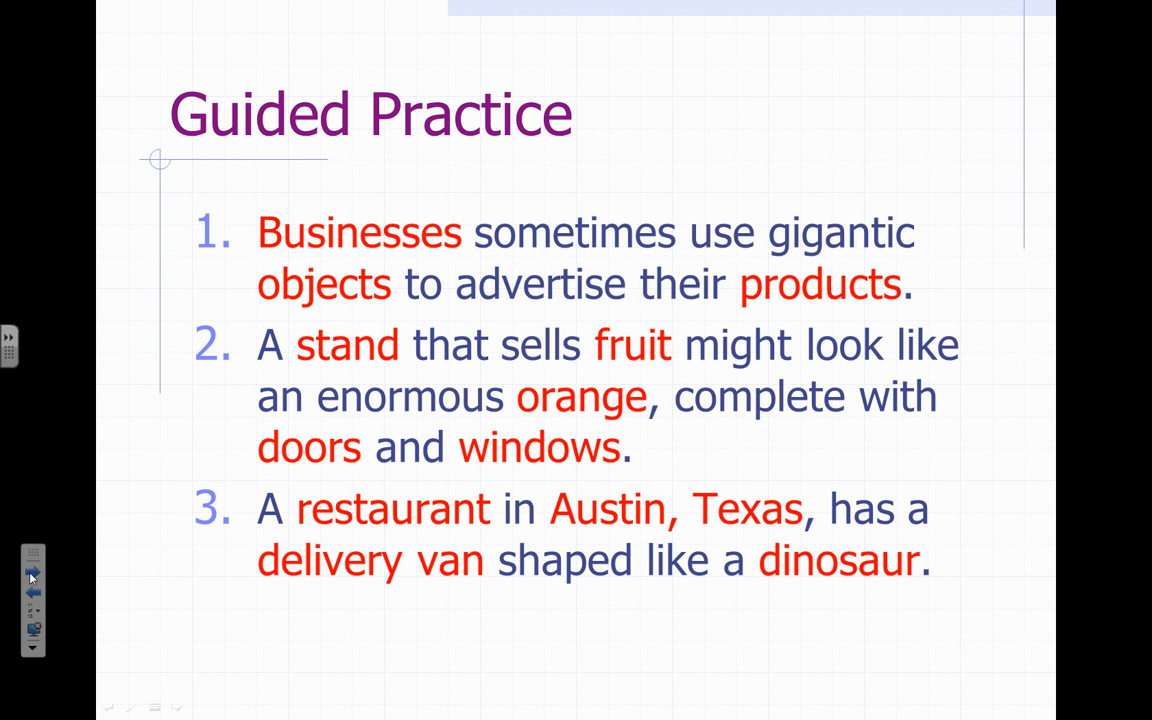 Guided Practice
1. Businesses sometimes use gigantic
objects to advertise their products.
2. A stand that sells fruit might look like
an enormous orange, complete with
doors and windows.
3. A restaurant in Austin, Texas, has a
delivery van shaped like a dinosaur.